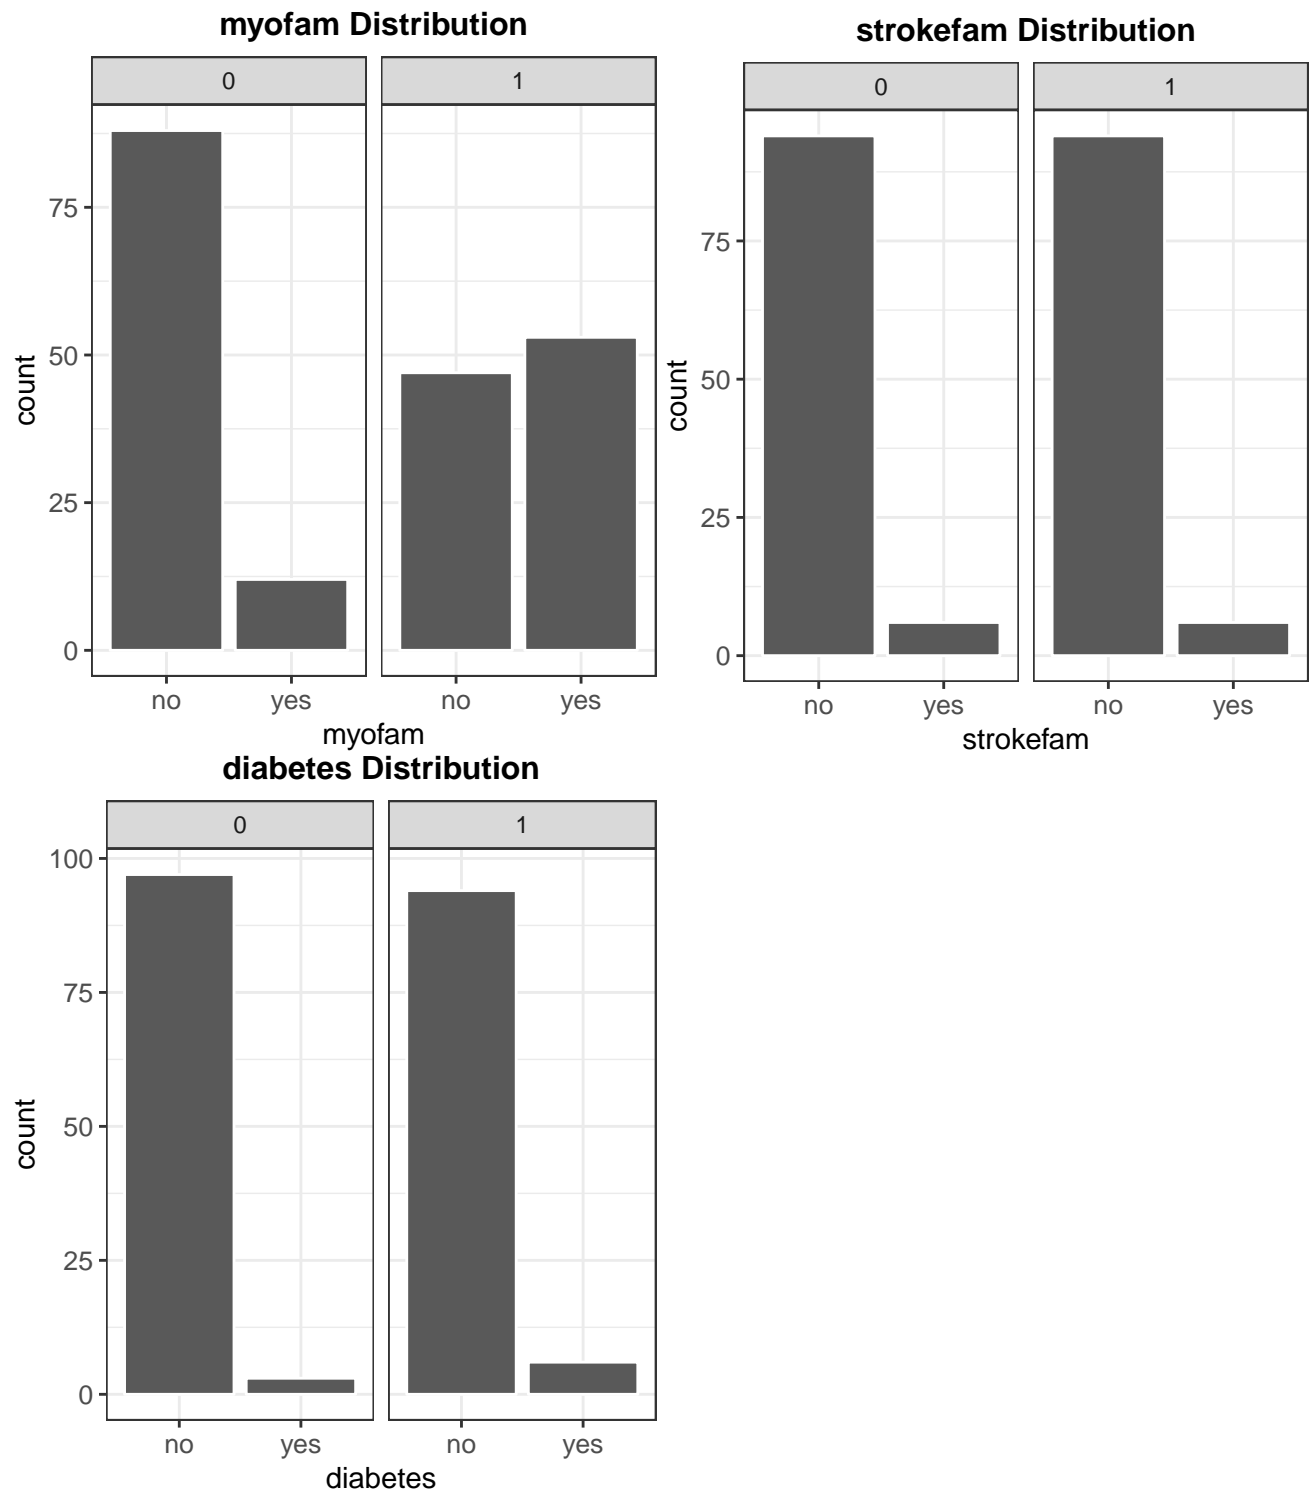 myofam Distribution
0 1
75
50
25
0
count
no yes no yes
myofam
strokefam Distribution
0 1
75
50
25
0
count
no yes no yes
strokefam
diabetes Distribution
0 1
100
75
50
25
0
count
no yes no yes
diabetes